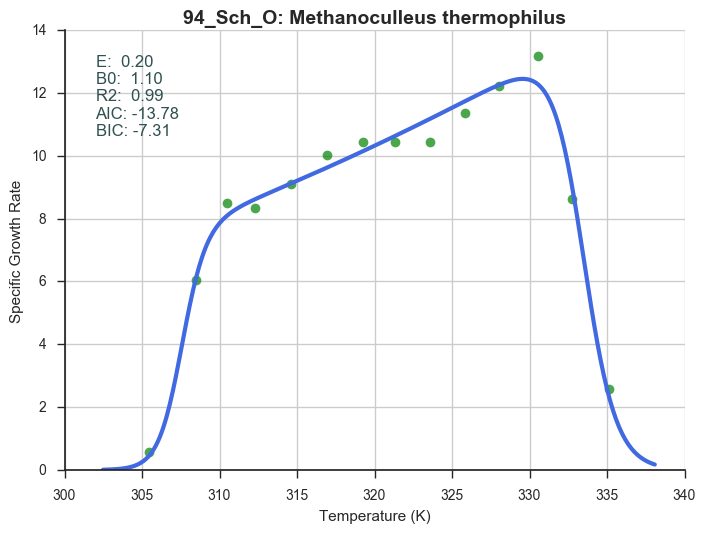 94_Sch_O: Methanoculleus thermophilus
E:  0.20
B0:  1.10
R2:  0.99
AIC: -13.78
BIC: -7.31
14
12
10
8
6
4
2
0
Specific Growth Rate
300 305 310 315 320 325 330 335 340
Temperature (K)